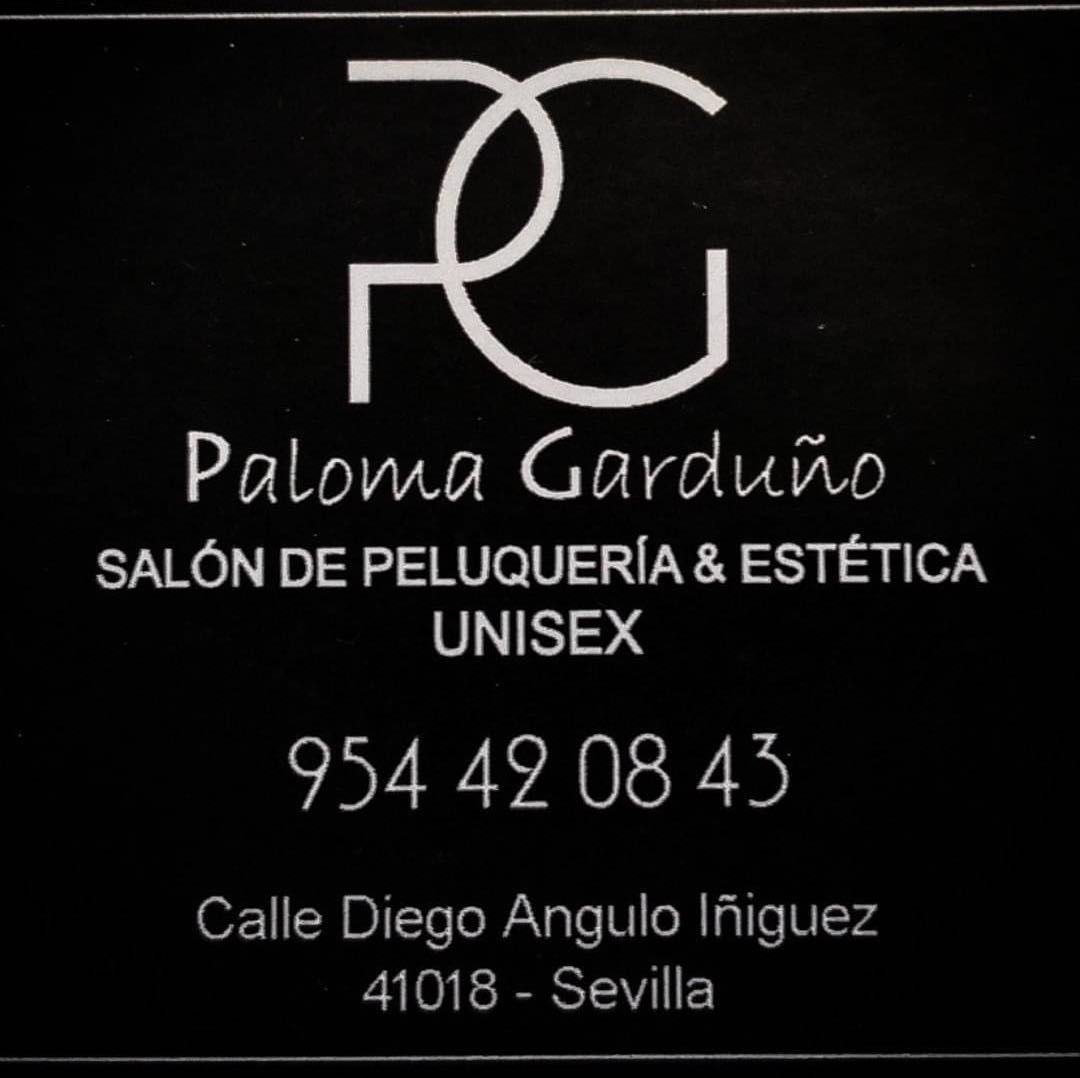 PG
Paloma Garduño
SALÓN DE PELUQUERÍA & ESTÉTICA
UNISEX
954 42 08 43
Calle Diego Angulo Iñiguez
41018 - Sevilla